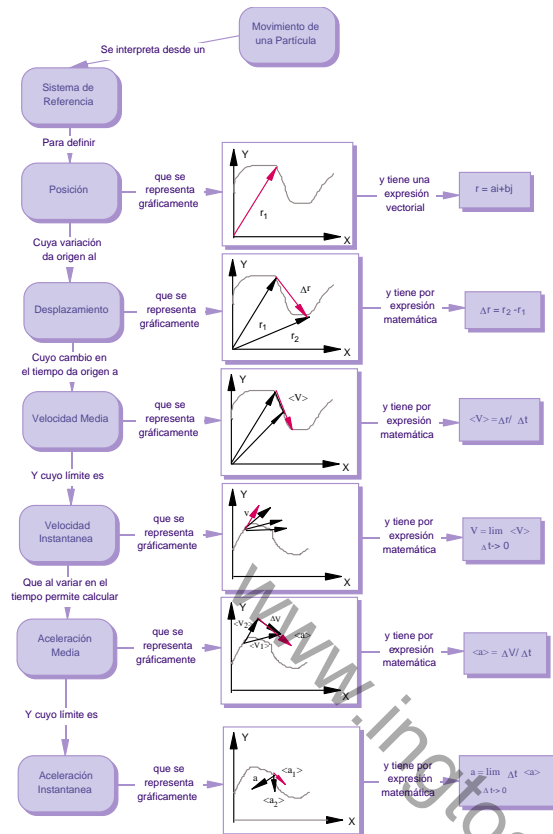 Movimiento de
una Partícula
Se interpreta desde un
Sistema de
Referencia
Para definir
Posición
que se
representa
gráficamente
Y
r1
X
y tiene una
expresión
vectorial
r = ai+bj
Cuya variación
da origen al
Desplazamiento
que se
representa
gráficamente
Y
Δr
r1
r2
X
y tiene por
expresión
matemática
Δr = r2 -r1
Cuyo cambio en
el tiempo da origen a
Velocidad Media
que se
representa
gráficamente
Y
<V>
X
y tiene por
expresión
matemática
<V> = Δr/ Δt
Y cuyo límite es
Velocidad
Instantanea
que se
representa
gráficamente
Y
v
X
y tiene por
expresión
matemática
V = lim <V>
Δt-> 0
Que al variar en el
tiempo permite calcular
Aceleración
Media
que se
representa
gráficamente
Y
ΔV
<V2>
<a>
<V1>
X
y tiene por
expresión
matemática
<a> = ΔV/ Δt
Y cuyo límite es
Aceleración
Instantanea
que se
representa
gráficamente
Y
<a1>
a
<a2>
X
y tiene por
expresión
matemática
a = lim Δt <a>
Δt-> 0
www.ingto